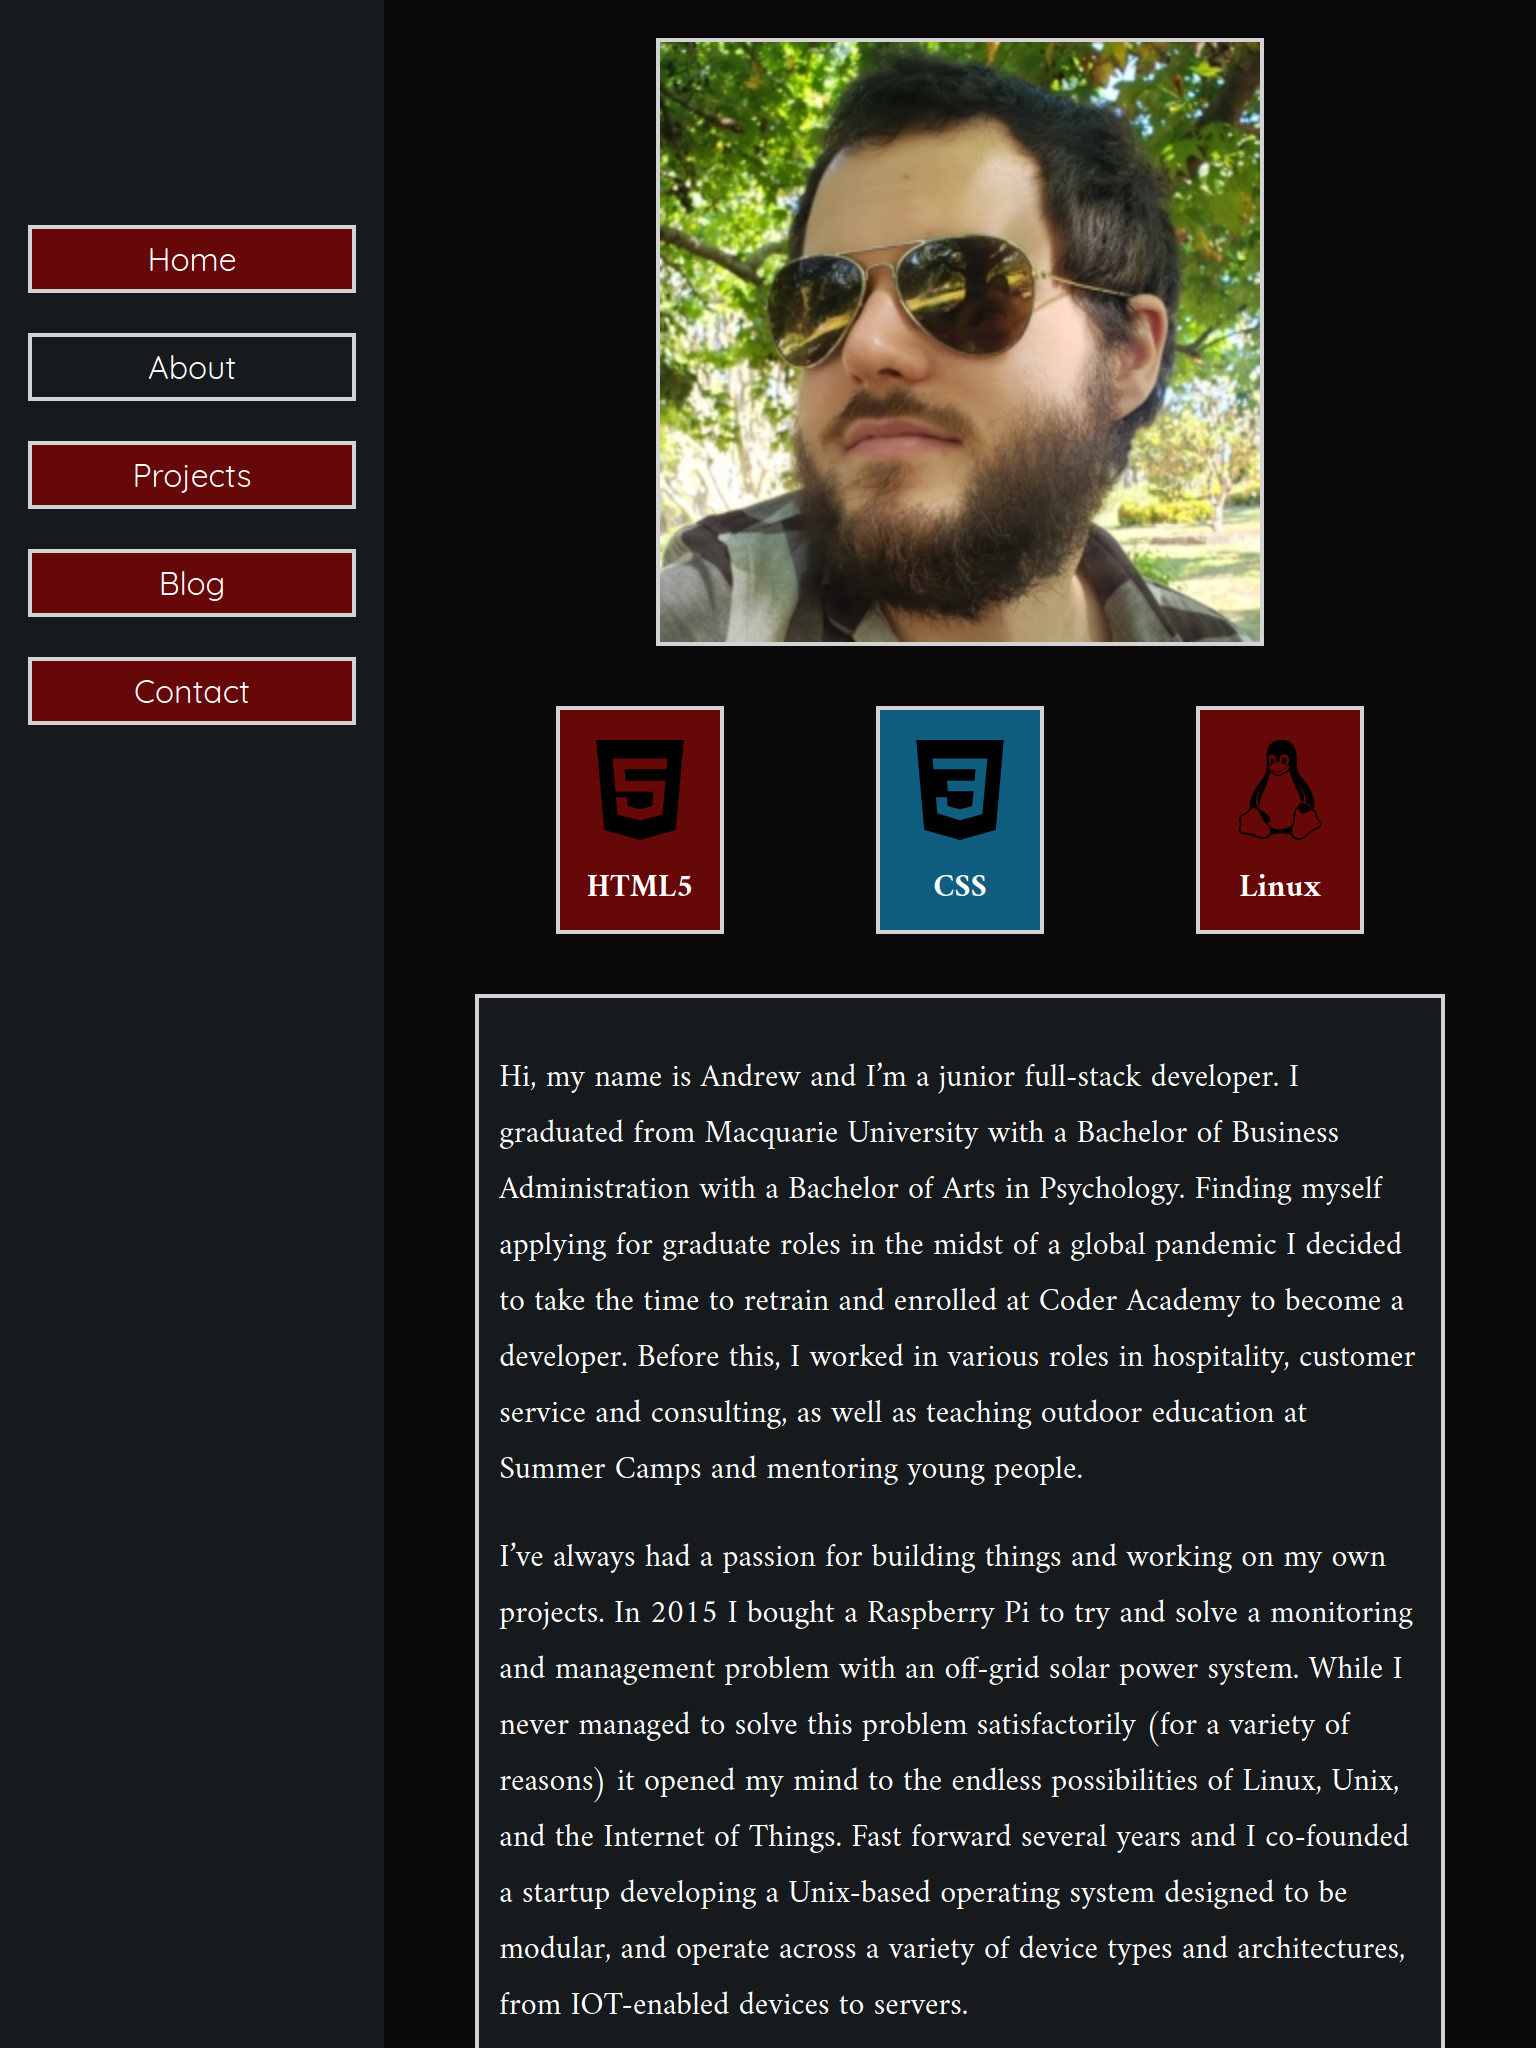 Home
About
Projects
Blog
Contact
HTML5
CSS
Linux
Hi, my name is Andrew and I’m a junior full-stack developer. I
graduated from Macquarie University with a Bachelor of Business
Administration with a Bachelor of Arts in Psychology. Finding myself
applying for graduate roles in the midst of a global pandemic I decided
to take the time to retrain and enrolled at Coder Academy to become a
developer. Before this, I worked in various roles in hospitality, customer
service and consulting, as well as teaching outdoor education at
Summer Camps and mentoring young people.
I’ve always had a passion for building things and working on my own
projects. In 2015 I bought a Raspberry Pi to try and solve a monitoring
and management problem with an off-grid solar power system. While I
never managed to solve this problem satisfactorily (for a variety of
reasons) it opened my mind to the endless possibilities of Linux, Unix,
and the Internet of Things. Fast forward several years and I co-founded
a startup developing a Unix-based operating system designed to be
modular, and operate across a variety of device types and architectures,
from IOT-enabled devices to servers.